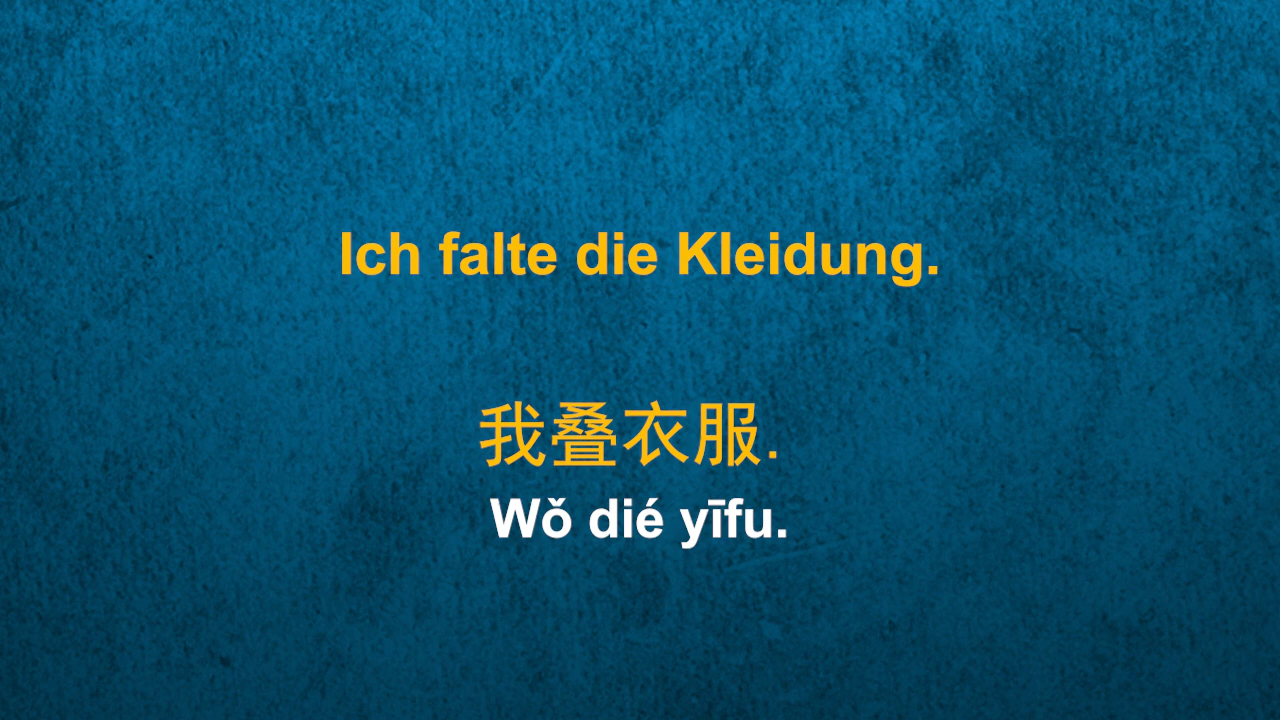 Ich falte die Kleidung.
我叠衣服.
Wǒ dié yīfu.